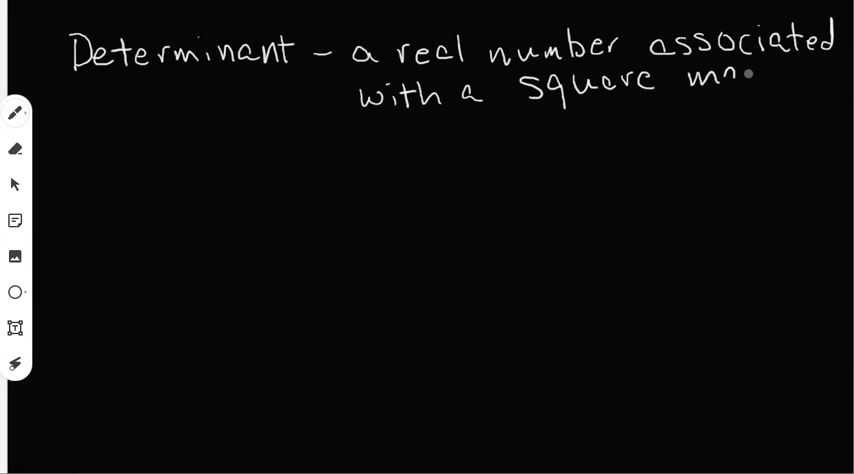 Determinant - a real number associated
with a square